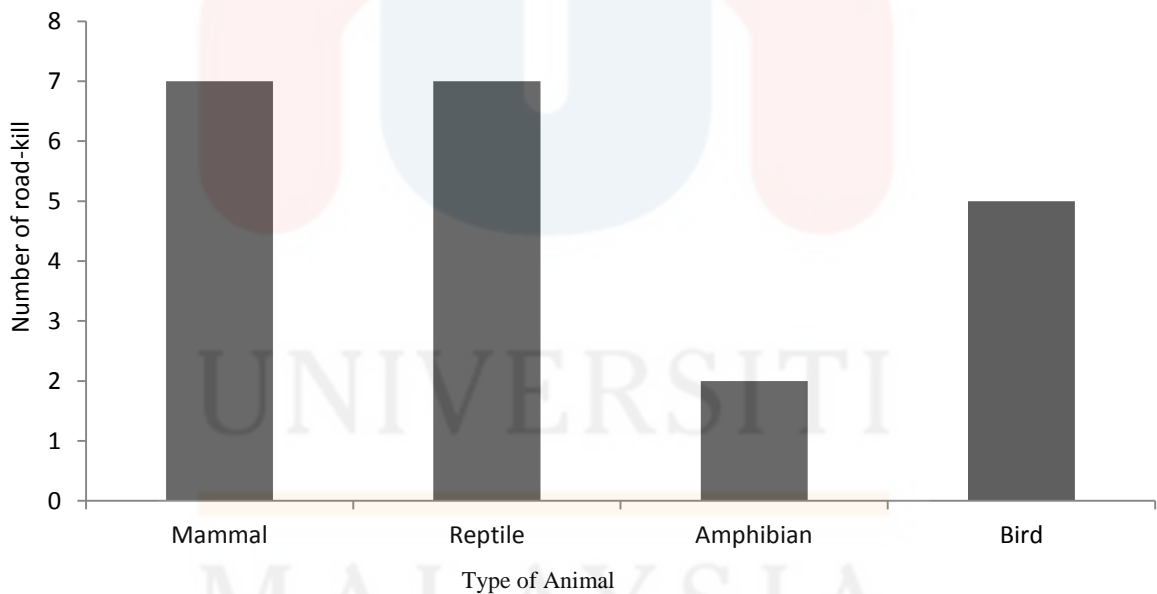 8
7
6
5
4
3
2
1
0
Number of road-kill
Mammal Reptile Amphibian Bird
Type of Animal
UNIVERSITI
MALAYSIA